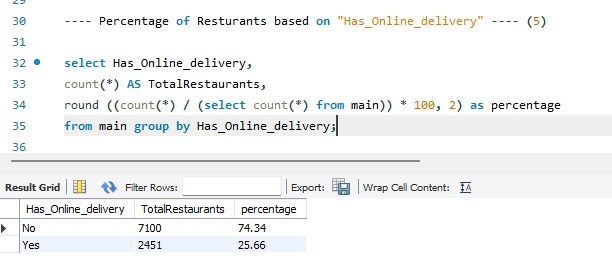 30 ---- Percentage of Resturants based on "Has_Online_delivery" ---- (5)
31
32 select Has_Online_delivery,
33 count(*) AS TotalRestaurants,
34 round ((count(*) / (select count(*) from main)) * 100, 2) as percentage
35 from main group by Has_Online_delivery;
36
Result Grid Filter Rows: Export: Wrap Cell Content: IA
Has_Online_delivery TotalRestaurants percentage
No 7100 74.34
Yes 2451 25.66